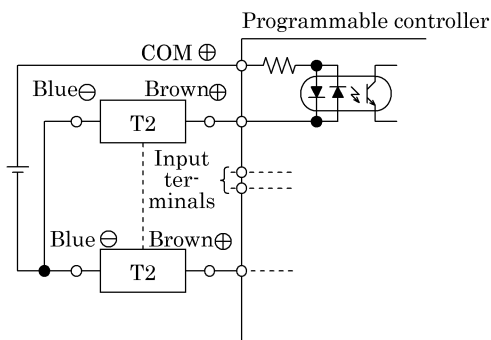 Programmable controller
COM ⊕
Blue⊖ Brown⊕
T2
Input
ter-
minals
Blue ⊖ Brown⊕
T2